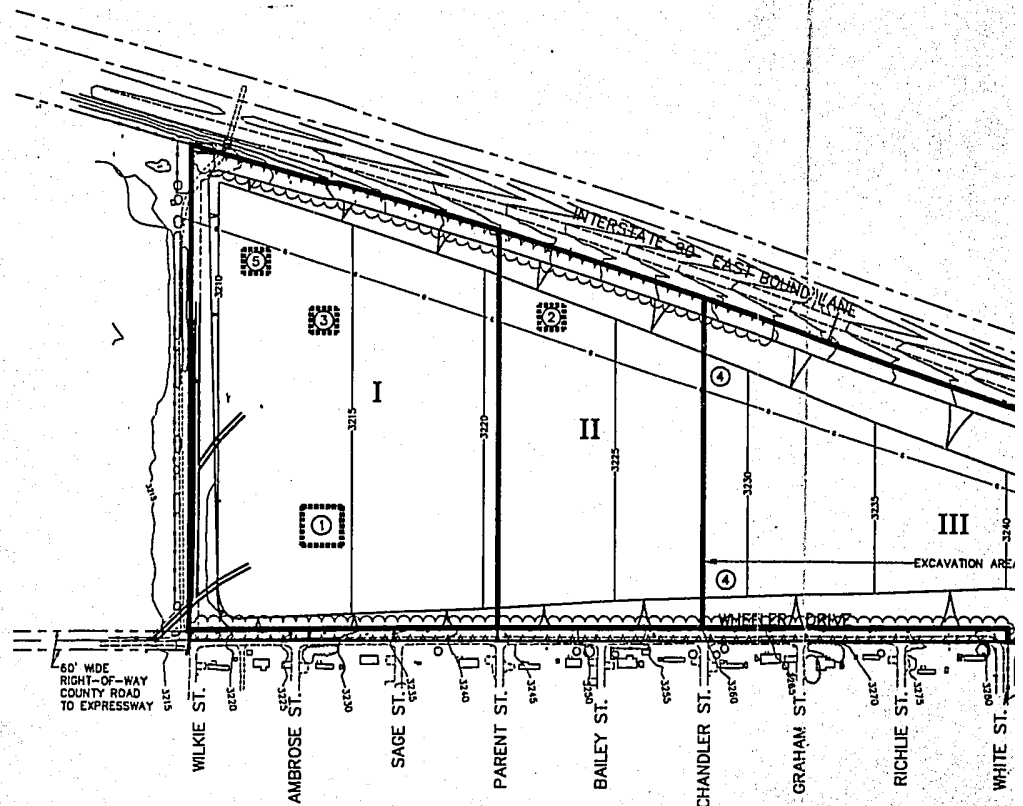 INTERSTATE 80 EAST BOUND LANE
3210
5
3
2
I
4
3215
3220
II
3225
3230
3235
III
3240
3215
1
EXCAVATION AREA
4
WHEELER DRIVE
60' WIDE
RIGHT-OF-WAY
COUNTY ROAD
TO EXPRESSWAY
3215
3220
3225
3230
3235
3240
3245
3250
3255
3260
3265
3270
3275
3280
WILKIE ST.
AMBROSE ST.
SAGE ST.
PARENT ST.
BAILEY ST.
CHANDLER ST.
GRAHAM ST.
RICHLIE ST.
WHITE ST.